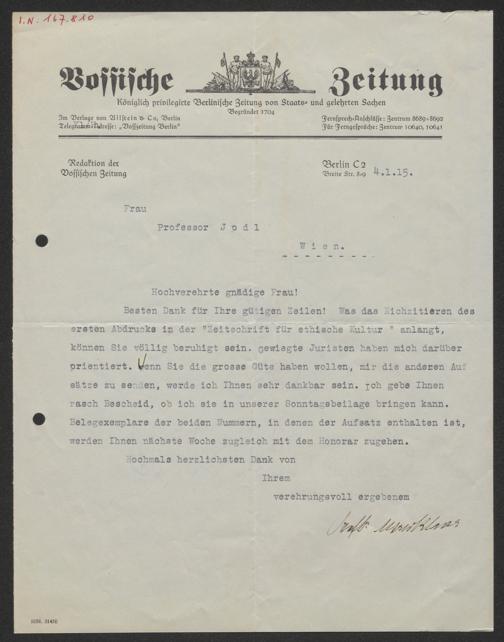 I.N. 167.810
Vossische Zeitung
Königlich privilegirte Berlinische Zeitung von Staats- und gelehrten Sachen
Begründet 1704
Im Verlage von Ullstein & Co, Berlin
Telegramm-Adresse: „Vosszeitung Berlin“
Fernsprech-Anschlüsse: Zentrum 8689-8692
Für Ferngespräche: Zentrum 10640, 10641
Redaktion der
Vossischen Zeitung
Berlin C2
Breite Str. 8-9
4.1.15.
Frau
Professor Jodl
Wien.
Hochverehrte gnädige Frau!
Besten Dank für Ihre gütigen Zeilen! Was das Nichzitieren des
ersten Abdrucks in der "Zeitschrift für ethische Kultur " anlangt,
können Sie völlig beruhigt sein. gewiegte Juristen haben mich darüber
orientiert. Wenn Sie die grosse Güte haben wollen, mir die anderen Auf
sätze zu senden, werde ich Ihnen sehr dankbar sein. Ich gebe Ihnen
rasch Bescheid, ob ich sie in unserer Sonntagsbeilage bringen kann.
Belegexemplare der beiden Nummern, in denen der Aufsatz enthalten ist,
werden Ihnen nächste Woche zugleich mit dem Honorar zugehen.
Nochmals herzlichsten Dank von
Ihrem
verehrungsvoll ergebenem